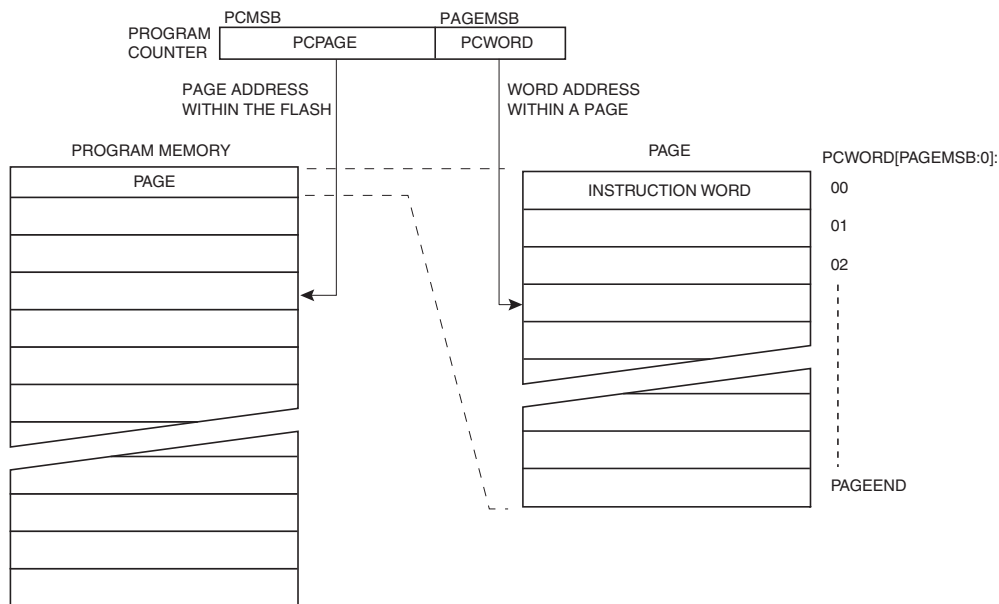 PCMSB PAGEMSB
PROGRAM
COUNTER
PCPAGE PCWORD
PAGE ADDRESS
WITHIN THE FLASH
WORD ADDRESS
WITHIN A PAGE
PROGRAM MEMORY
PAGE
PAGE
PCWORD[PAGEMSB:0]:
INSTRUCTION WORD
00
01
02
PAGEEND